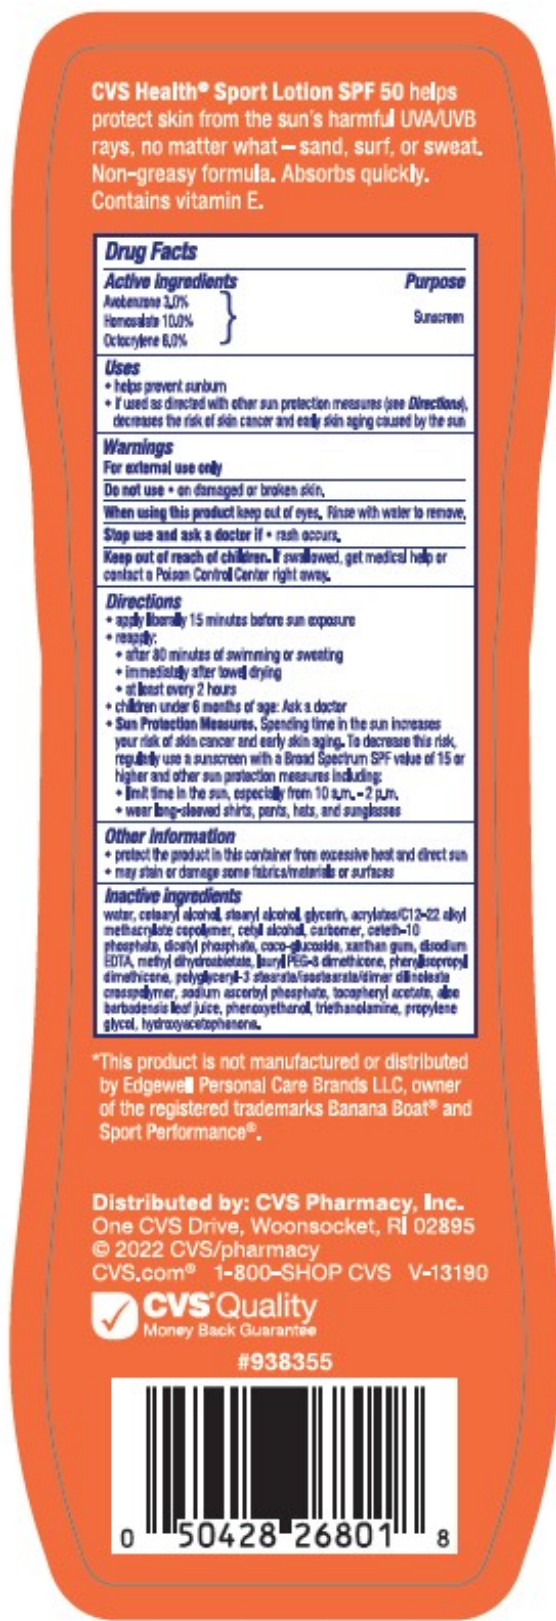 CVS Health® Sport Lotion SPF 50 helps
protect skin from the sun's harmful UVA/UVB
rays, no matter what – sand, surf, or sweat.
Non-greasy formula. Absorbs quickly.
Contains vitamin E.
Drug Facts
Active ingredients Purpose
Avobenzone 3.0%
Homosalate 10.0% Sunscreen
Octocrylene 6.0%
Uses
• helps prevent sunburn
• if used as directed with other sun protection measures (see Directions),
decreases the risk of skin cancer and early skin aging caused by the sun
Warnings
For external use only
Do not use • on damaged or broken skin.
When using this product keep out of eyes. Rinse with water to remove.
Stop use and ask a doctor if • rash occurs.
Keep out of reach of children. If swallowed, get medical help or
contact a Poison Control Center right away.
Directions
• apply liberally 15 minutes before sun exposure
• reapply:
• after 80 minutes of swimming or sweating
• immediately after towel drying
• at least every 2 hours
• children under 6 months of age: Ask a doctor
• Sun Protection Measures. Spending time in the sun increases
your risk of skin cancer and early skin aging. To decrease this risk,
regularly use a sunscreen with a Broad Spectrum SPF value of 15 or
higher and other sun protection measures including:
• limit time in the sun, especially from 10 a.m. – 2 p.m.
• wear long-sleeved shirts, pants, hats, and sunglasses
Other information
• protect the product in this container from excessive heat and direct sun
• may stain or damage some fabrics/materials or surfaces
Inactive ingredients
water, cetearyl alcohol, stearyl alcohol, glycerin, acrylates/C12-22 alkyl
methacrylate copolymer, cetyl alcohol, carbomer, ceteth-10
phosphate, dicetyl phosphate, coco-glucoside, xanthan gum, disodium
EDTA, methyl dihydroabietate, lauryl PEG-8 dimethicone, phenylisopropyl
dimethicone, polyglyceryl-3 stearate/isostearate/dimer dilinoleate
crosspolymer, sodium ascorbyl phosphate, tocopheryl acetate, aloe
barbadensis leaf juice, phenoxyethanol, triethanolamine, propylene
glycol, hydroxyacetophenone.
*This product is not manufactured or distributed
by Edgewell Personal Care Brands LLC, owner
of the registered trademarks Banana Boat® and
Sport Performance®.
Distributed by: CVS Pharmacy, Inc.
One CVS Drive, Woonsocket, RI 02895
© 2022 CVS/pharmacy
CVS.com® 1-800-SHOP CVS V-13190
CVS® Quality
Money Back Guarantee
#938355
0 50428 26801 8